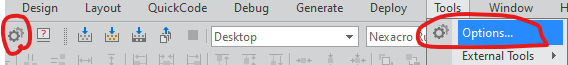 Design Layout QuickCode Debug Generate Deploy Tools Window
Desktop Nexacro Options...
External Tools